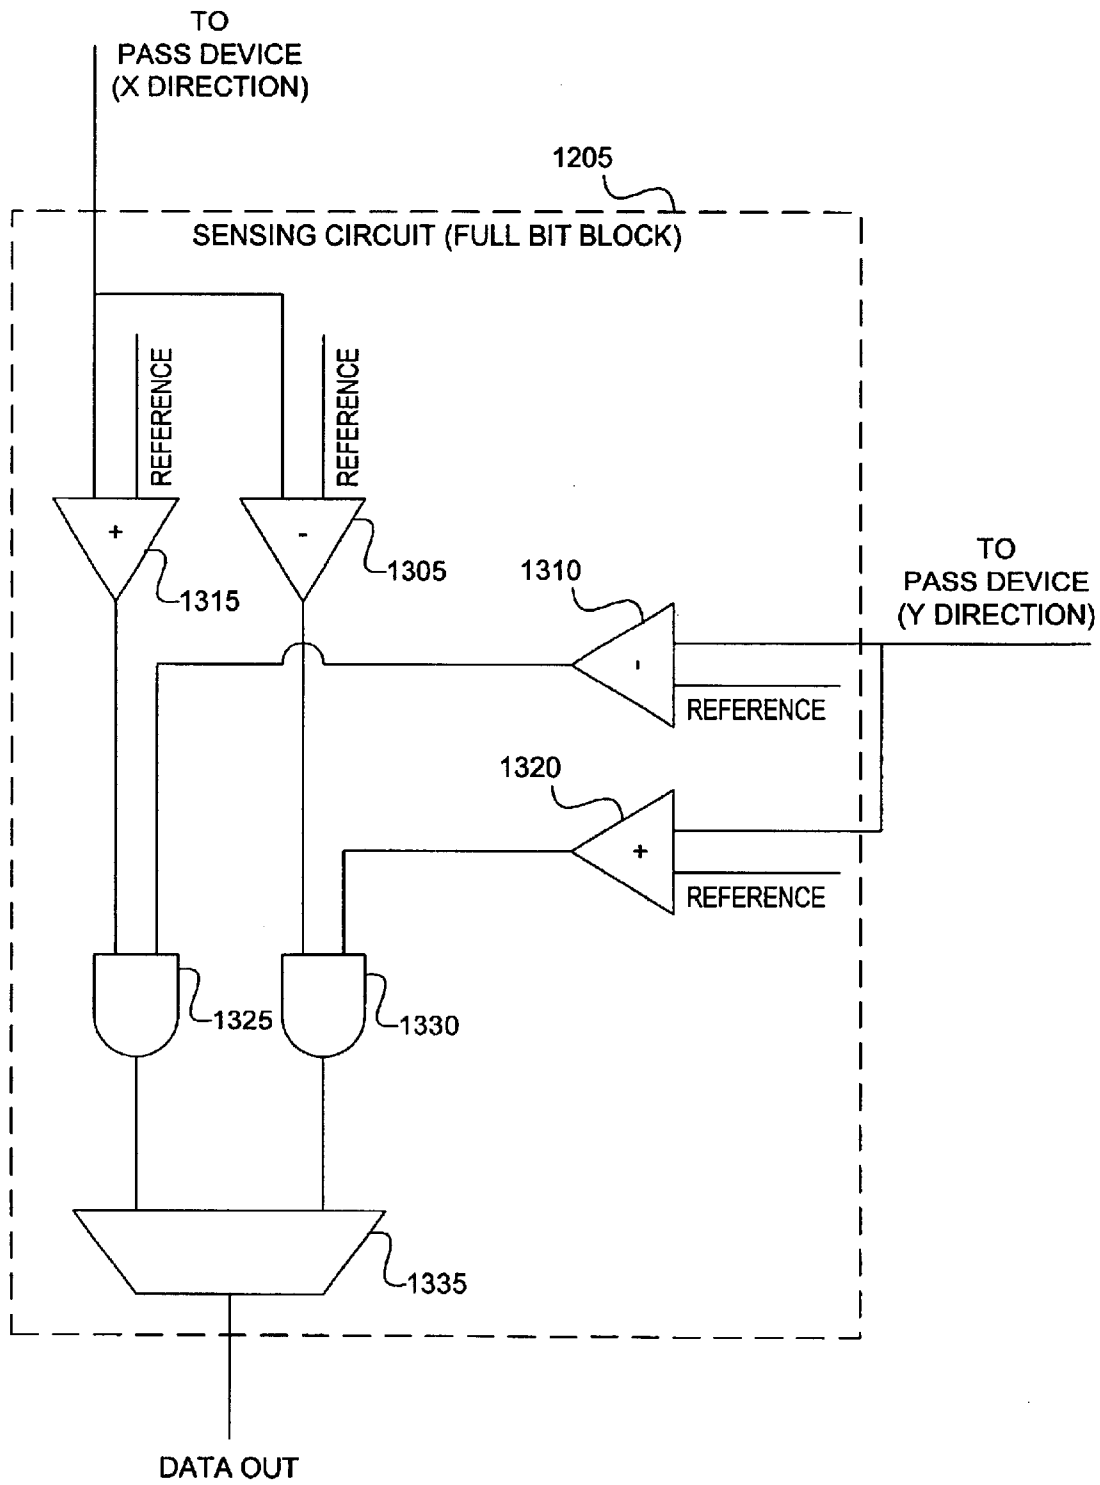 TO
PASS DEVICE
(X DIRECTION)
1205
SENSING CIRCUIT (FULL BIT BLOCK)
REFERENCE
REFERENCE
+
-
1315
1305
1310
TO
PASS DEVICE
(Y DIRECTION)
-
REFERENCE
1320
+
REFERENCE
1325
1330
1335
DATA OUT